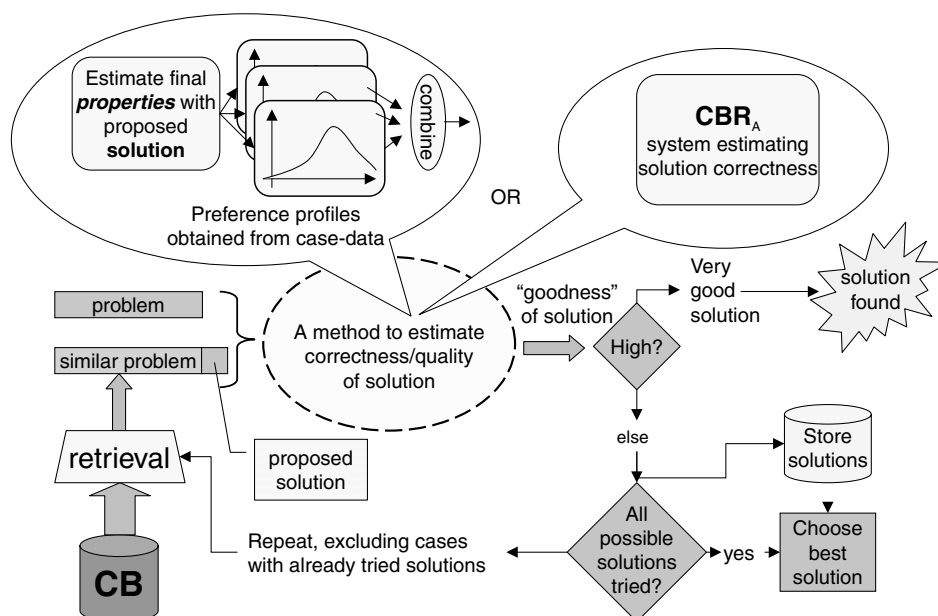 Estimate final
properties with
proposed
solution
combine
Preference profiles
obtained from case-data
OR
CBRA
system estimating
solution correctness
problem
similar problem
A method to estimate
correctness/quality
of solution
“goodness”
of solution
High?
Very
good
solution
solution
found
else
Store
solutions
retrieval
proposed
solution
CB
Repeat, excluding cases
with already tried solutions
All
possible
solutions
tried?
yes
Choose
best
solution